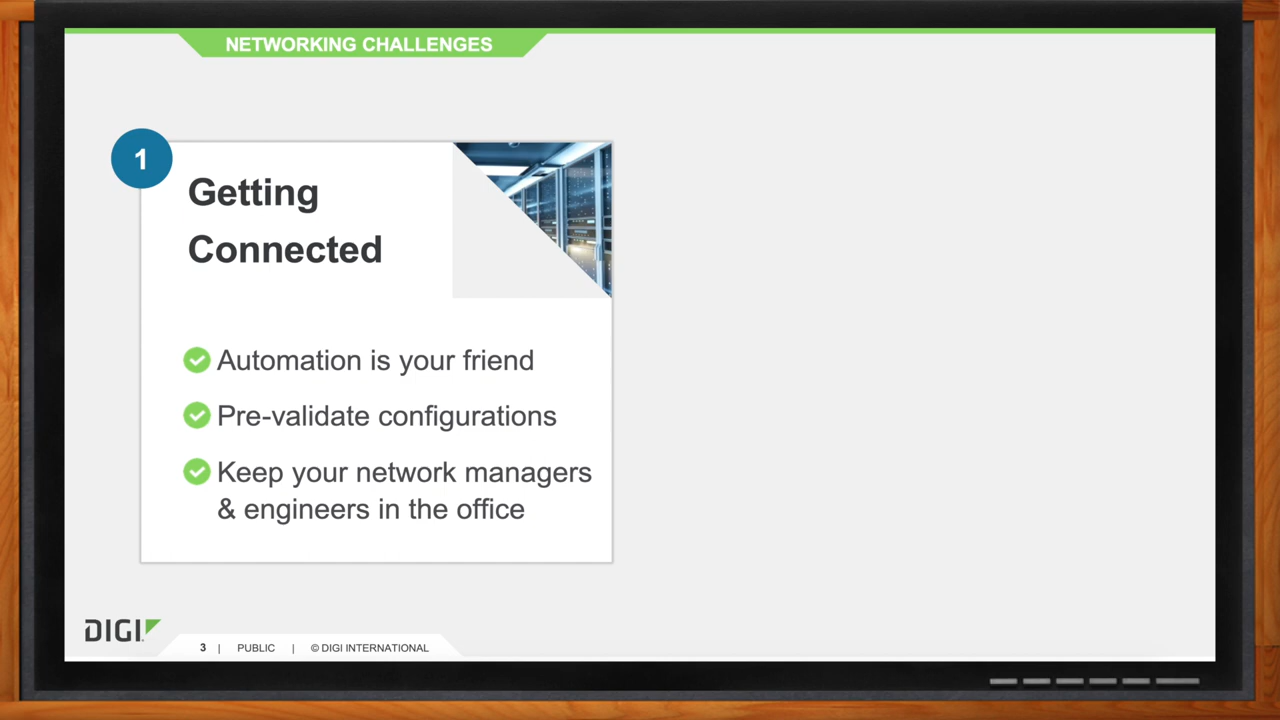 NETWORKING CHALLENGES
1
Getting
Connected
Automation is your friend
Pre-validate configurations
Keep your network managers
& engineers in the office
DIGI
3 | PUBLIC | © DIGI INTERNATIONAL